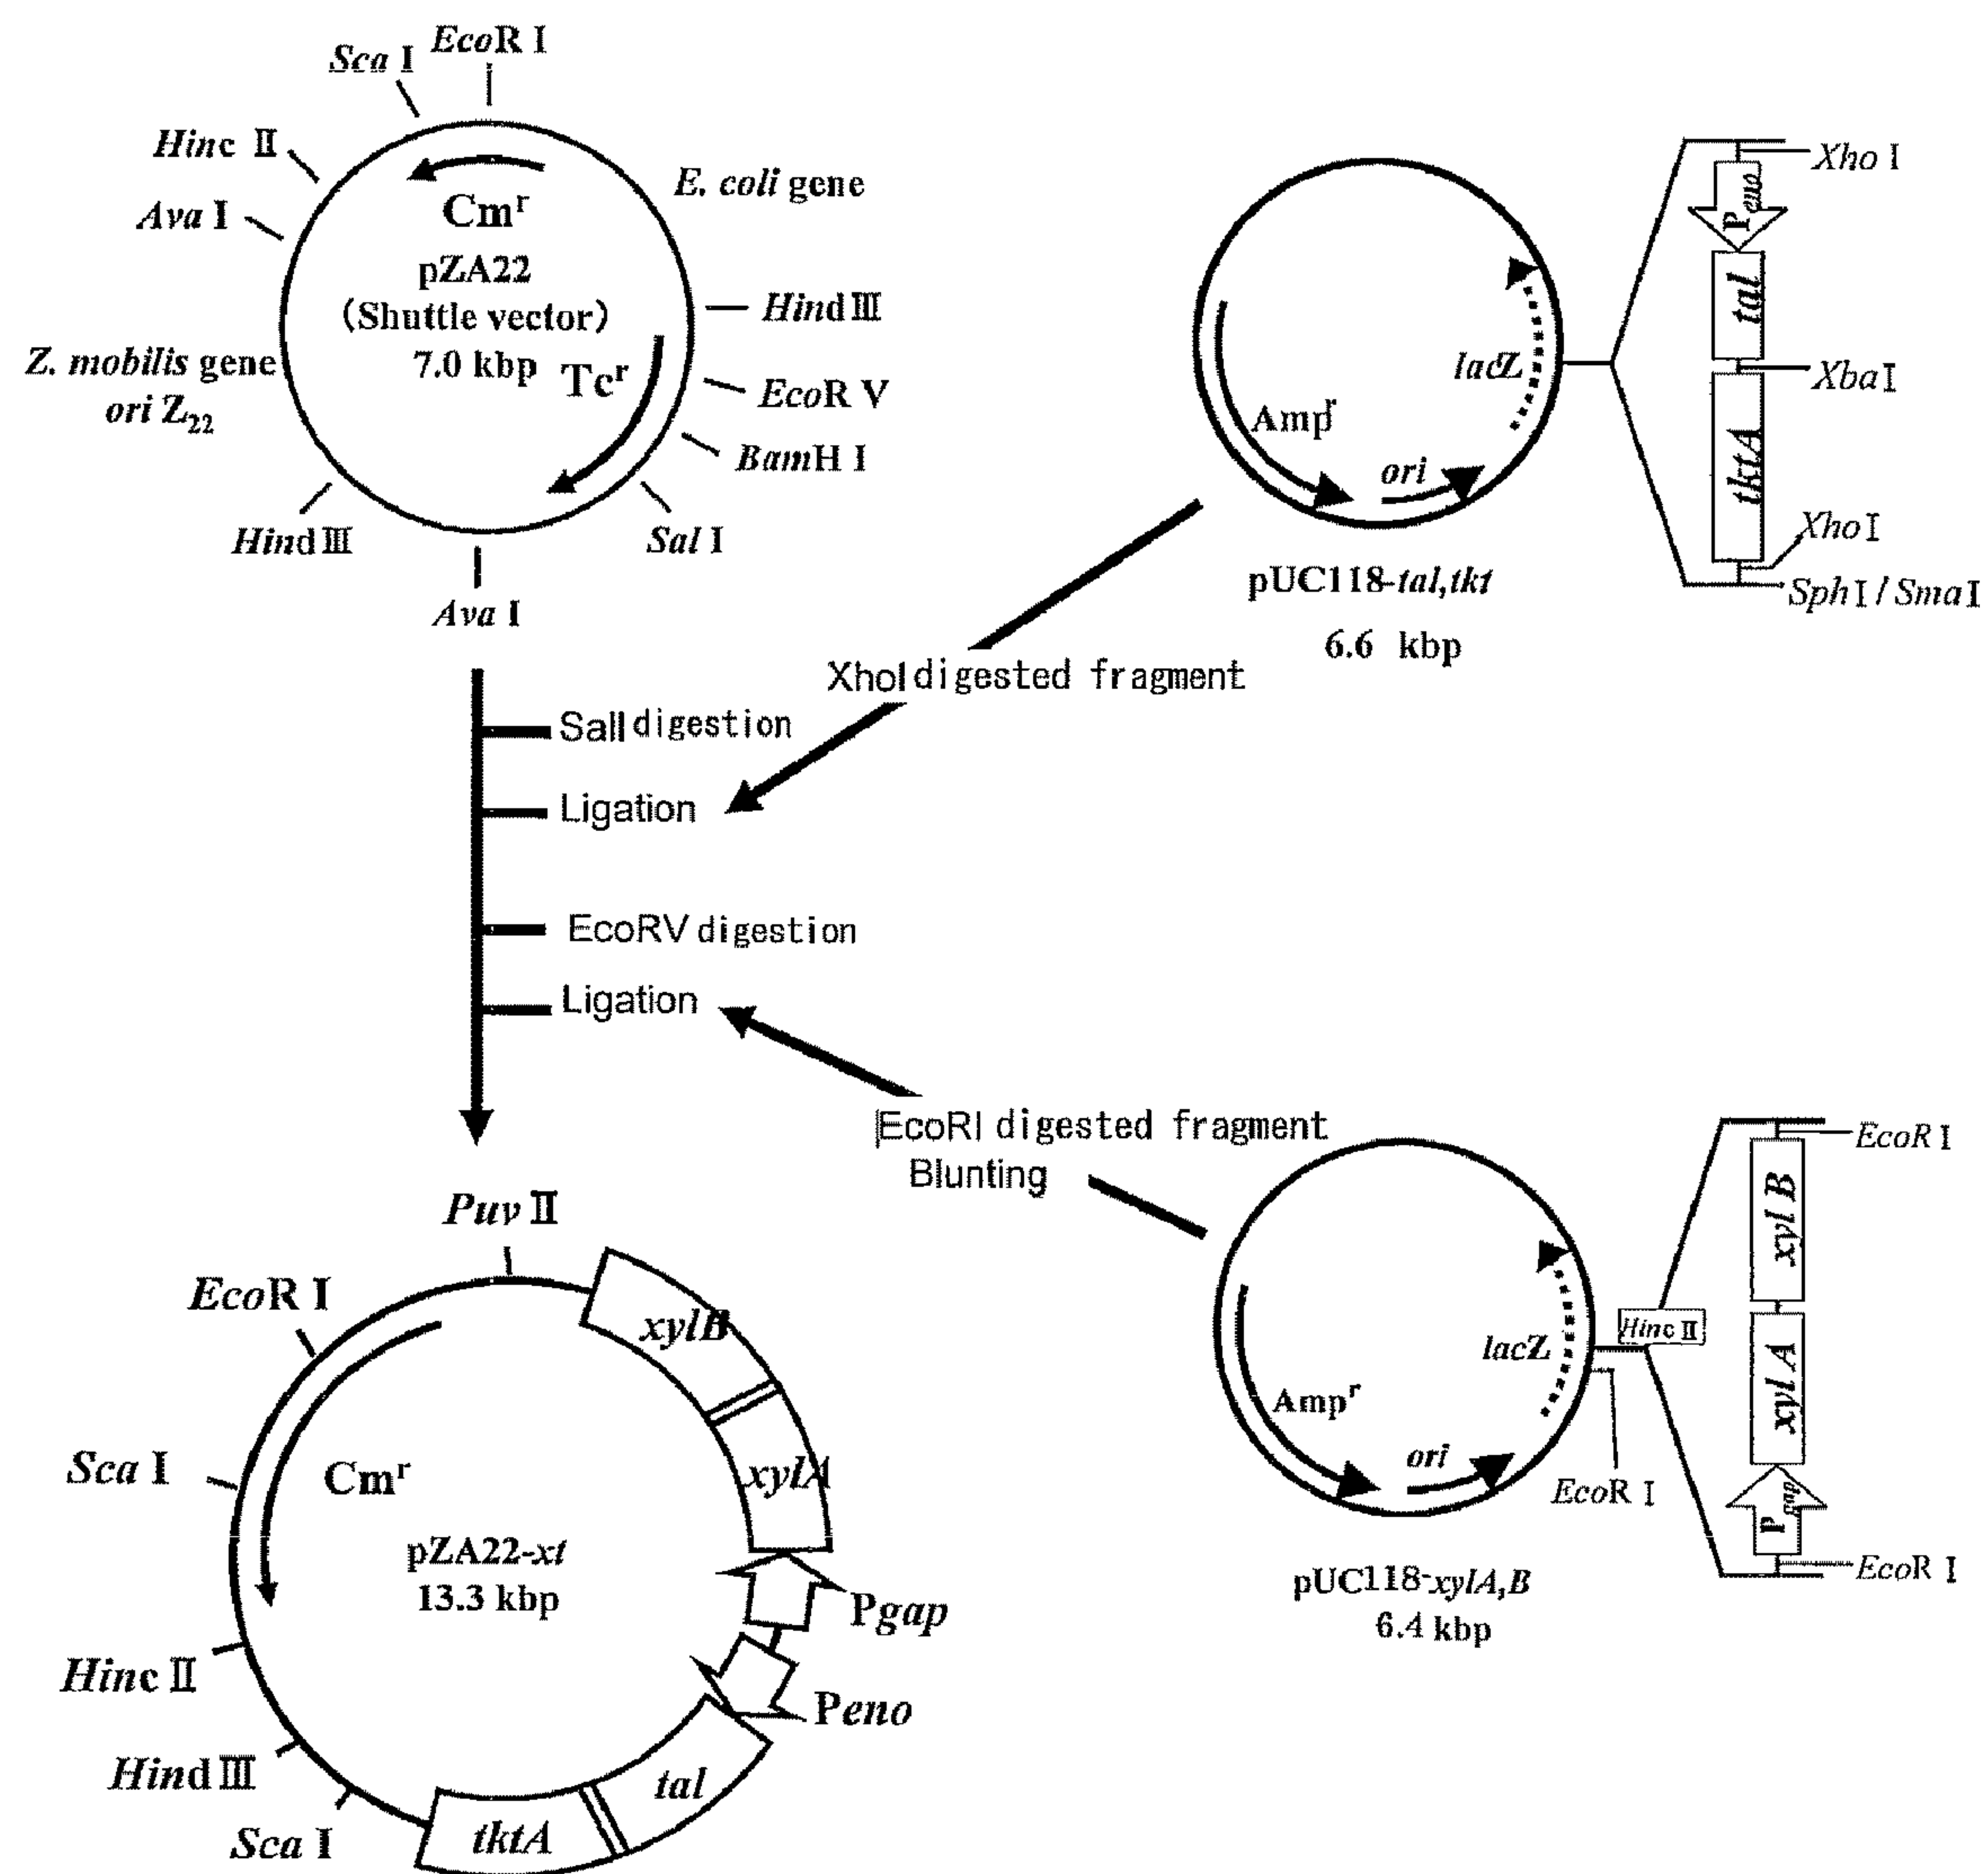 EcoR I
Sca I
Hinc Ⅱ
Ava I
E. coli gene
Cmʳ
pZA22
(Shuttle vector)
7.0 kbp
Tcʳ
Hind Ⅲ
EcoR V
BamH I
Sal I
Z. mobilis gene
ori Z₂₂
Hind Ⅲ
Ava I
Ampʳ
lacZ
ori
pUC118-tal,tkt
6.6 kbp
Xho I
Peno
tal
Xba I
tktA
Xho I
Sph I / Sma I
XhoI digested fragment
SalI digestion
Ligation
EcoRV digestion
Ligation
EcoRI digested fragment
Blunting
Ampʳ
lacZ
ori
EcoR I
Hinc Ⅱ
pUC118-xylA,B
6.4 kbp
EcoR I
xyl B
xyl A
Pgap
EcoR I
Puv Ⅱ
EcoR I
Sca I
Cmʳ
pZA22-xt
13.3 kbp
Hinc Ⅱ
Hind Ⅲ
Sca I
xylB
xylA
Pgap
Peno
tal
tktA